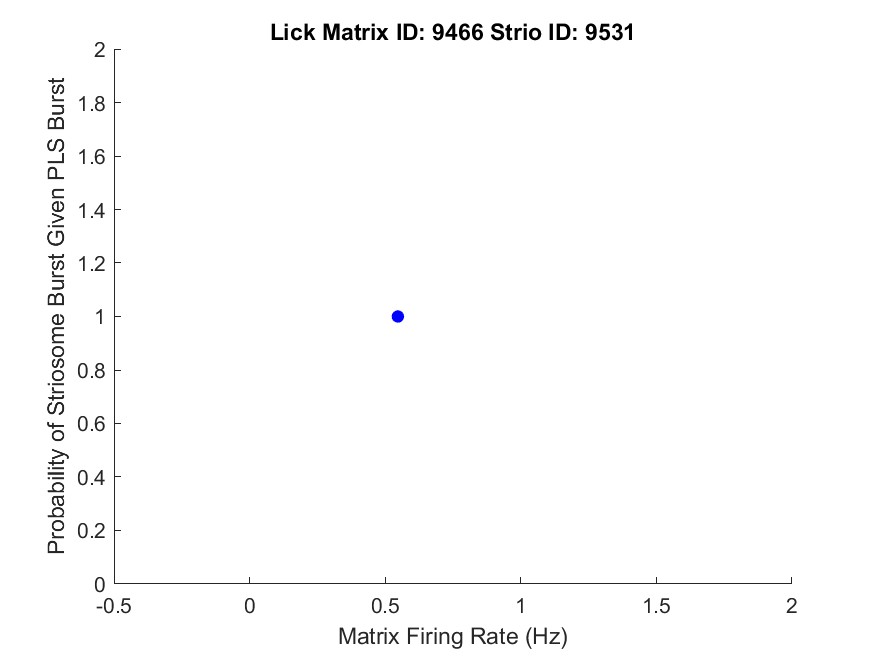 Lick Matrix ID: 9466 Strio ID: 9531
Probability of Striosome Burst Given PLS Burst
2
1.8
1.6
1.4
1.2
1
0.8
0.6
0.4
0.2
0
-0.5 0 0.5 1 1.5 2
Matrix Firing Rate (Hz)